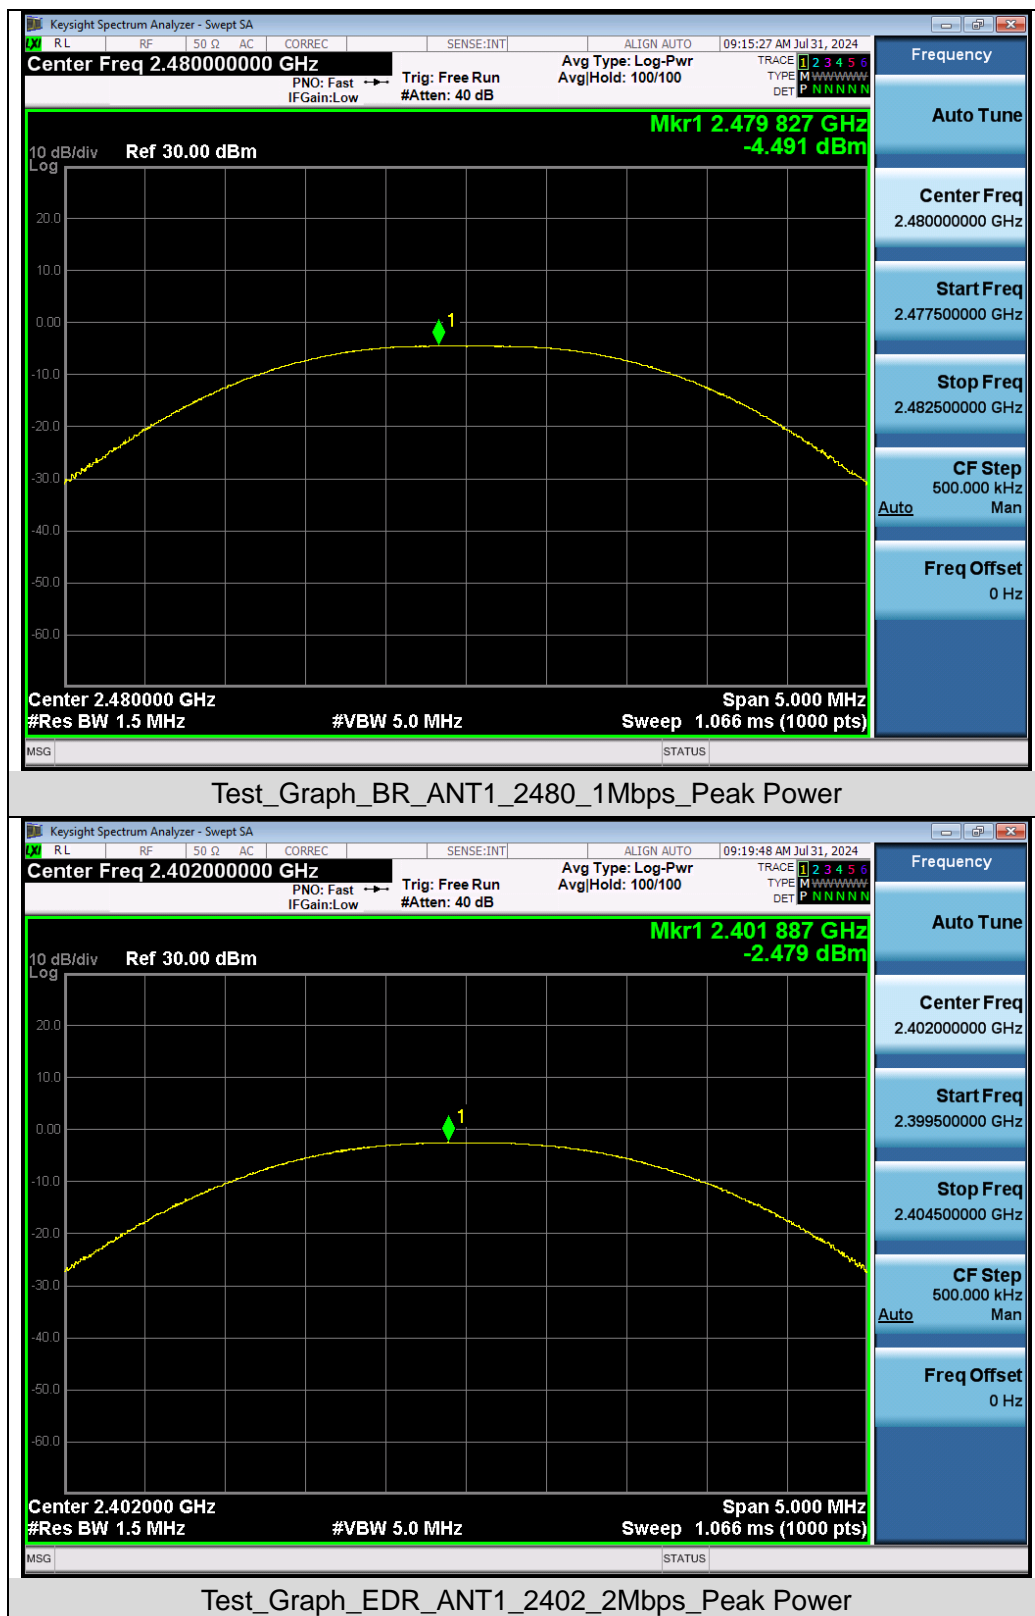 Keysight Spectrum Analyzer - Swept SA
LXI RL RF 50 Ω AC CORREC SENSE:INT ALIGN AUTO 09:15:27 AM Jul 31, 2024
Center Freq 2.480000000 GHz
PNO: Fast
IFGain:Low
Trig: Free Run
#Atten: 40 dB
Avg Type: Log-Pwr
Avg|Hold: 100/100
TRACE 1 2 3 4 5 6
TYPE M WWWWW
DET P N N N N N
Mkr1 2.479 827 GHz
-4.491 dBm
10 dB/div Ref 30.00 dBm
Log
20.0
10.0
0.00
1
-10.0
-20.0
-30.0
-40.0
-50.0
-60.0
Center 2.480000 GHz Span 5.000 MHz
#Res BW 1.5 MHz #VBW 5.0 MHz Sweep 1.066 ms (1000 pts)
MSG STATUS
Frequency
Auto Tune
Center Freq
2.480000000 GHz
Start Freq
2.477500000 GHz
Stop Freq
2.482500000 GHz
CF Step
500.000 kHz
Auto Man
Freq Offset
0 Hz
Test_Graph_BR_ANT1_2480_1Mbps_Peak Power
Keysight Spectrum Analyzer - Swept SA
LXI RL RF 50 Ω AC CORREC SENSE:INT ALIGN AUTO 09:19:48 AM Jul 31, 2024
Center Freq 2.402000000 GHz
PNO: Fast
IFGain:Low
Trig: Free Run
#Atten: 40 dB
Avg Type: Log-Pwr
Avg|Hold: 100/100
TRACE 1 2 3 4 5 6
TYPE M WWWWW
DET P N N N N N
Mkr1 2.401 887 GHz
-2.479 dBm
10 dB/div Ref 30.00 dBm
Log
20.0
10.0
0.00
1
-10.0
-20.0
-30.0
-40.0
-50.0
-60.0
Center 2.402000 GHz Span 5.000 MHz
#Res BW 1.5 MHz #VBW 5.0 MHz Sweep 1.066 ms (1000 pts)
MSG STATUS
Frequency
Auto Tune
Center Freq
2.402000000 GHz
Start Freq
2.399500000 GHz
Stop Freq
2.404500000 GHz
CF Step
500.000 kHz
Auto Man
Freq Offset
0 Hz
Test_Graph_EDR_ANT1_2402_2Mbps_Peak Power